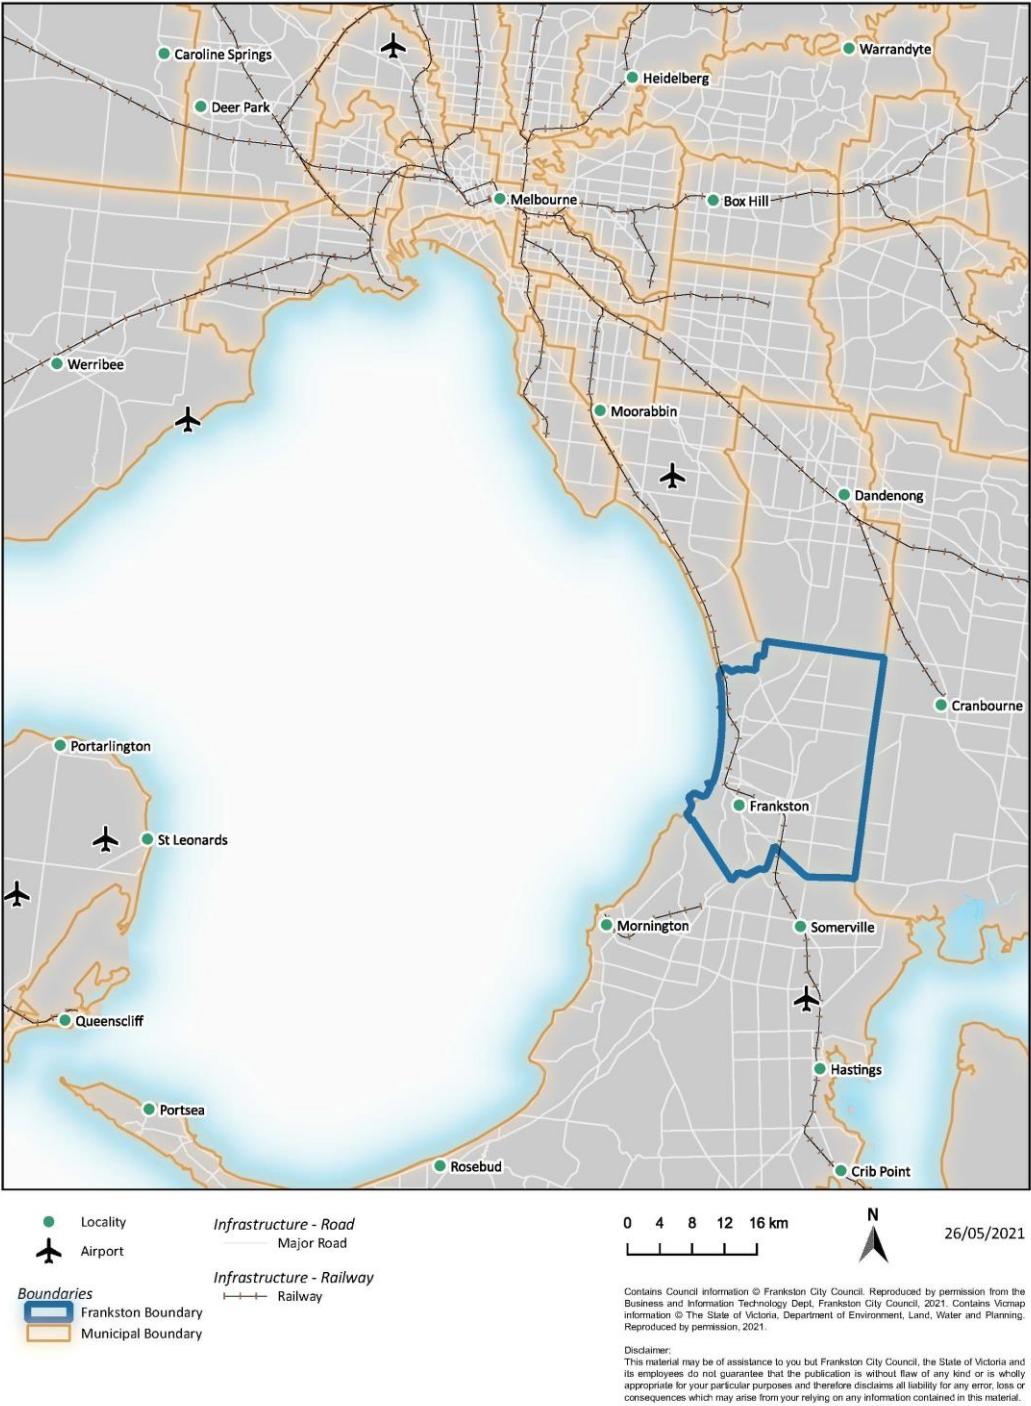 Caroline Springs
Warrandyte
Heidelberg
Deer Park
Melbourne
Box Hill
Werribee
Moorabbin
Dandenong
Cranbourne
Portarlington
Frankston
St Leonards
Mornington
Somerville
Queenscliff
Hastings
Portsea
Rosebud
Crib Point
Locality
Airport
Boundaries
Frankston Boundary
Municipal Boundary
Infrastructure - Road
Major Road
Infrastructure - Railway
Railway
0 4 8 12 16 km
N
26/05/2021
Contains Council information © Frankston City Council. Reproduced by permission from the
Business and Information Technology Dept, Frankston City Council, 2021. Contains Vicmap
information © The State of Victoria, Department of Environment, Land, Water and Planning.
Reproduced by permission, 2021.
Disclaimer:
This material may be of assistance to you but Frankston City Council, the State of Victoria and
its employees do not guarantee that the publication is without flaw of any kind or is wholly
appropriate for your particular purposes and therefore disclaims all liability for any error, loss or
consequences which may arise from your relying on any information contained in this material.